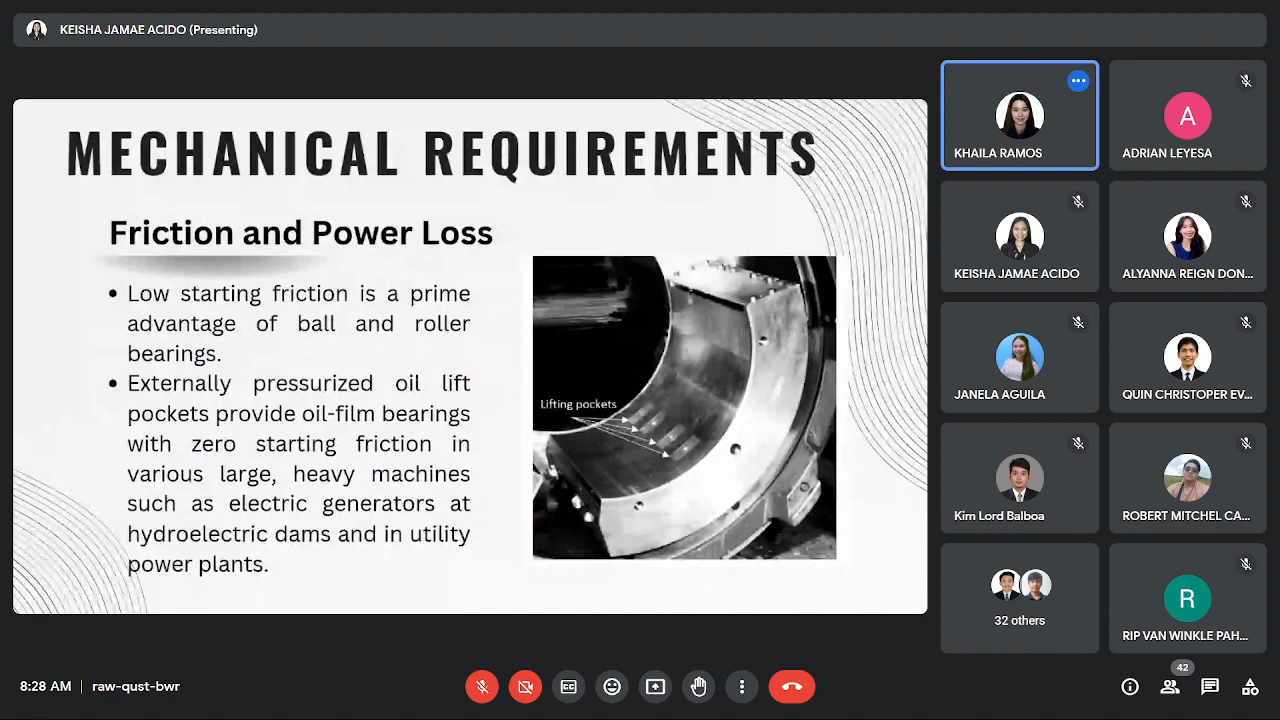 KEISHA JAMAE ACIDO (Presenting)
MECHANICAL REQUIREMENTS
Friction and Power Loss
• Low starting friction is a prime
advantage of ball and roller
bearings.
• Externally pressurized oil lift
pockets provide oil-film bearings
with zero starting friction in
various large, heavy machines
such as electric generators at
hydroelectric dams and in utility
power plants.
Lifting pockets
KHAILA RAMOS
A
ADRIAN LEYESA
KEISHA JAMAE ACIDO
ALYANNA REIGN DON...
JANELA AGUILA
QUIN CHRISTOPER EV...
Kim Lord Balboa
ROBERT MITCHEL CA...
32 others
R
RIP VAN WINKLE PAH...
8:28 AM | raw-qust-bwr
42